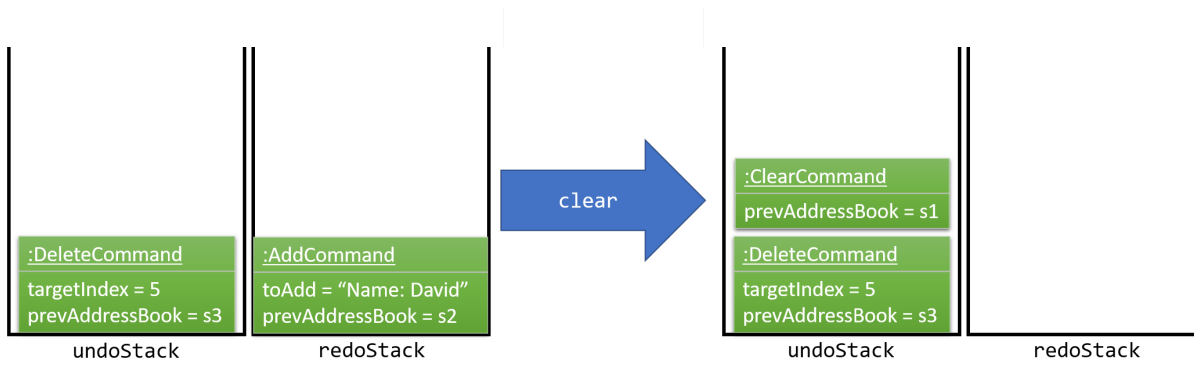 :DeleteCommand
targetIndex = 5
prevAddressBook = s3
undoStack
:AddCommand
toAdd = “Name: David”
prevAddressBook = s2
redoStack
clear
:ClearCommand
prevAddressBook = s1
:DeleteCommand
targetIndex = 5
prevAddressBook = s3
undoStack
redoStack